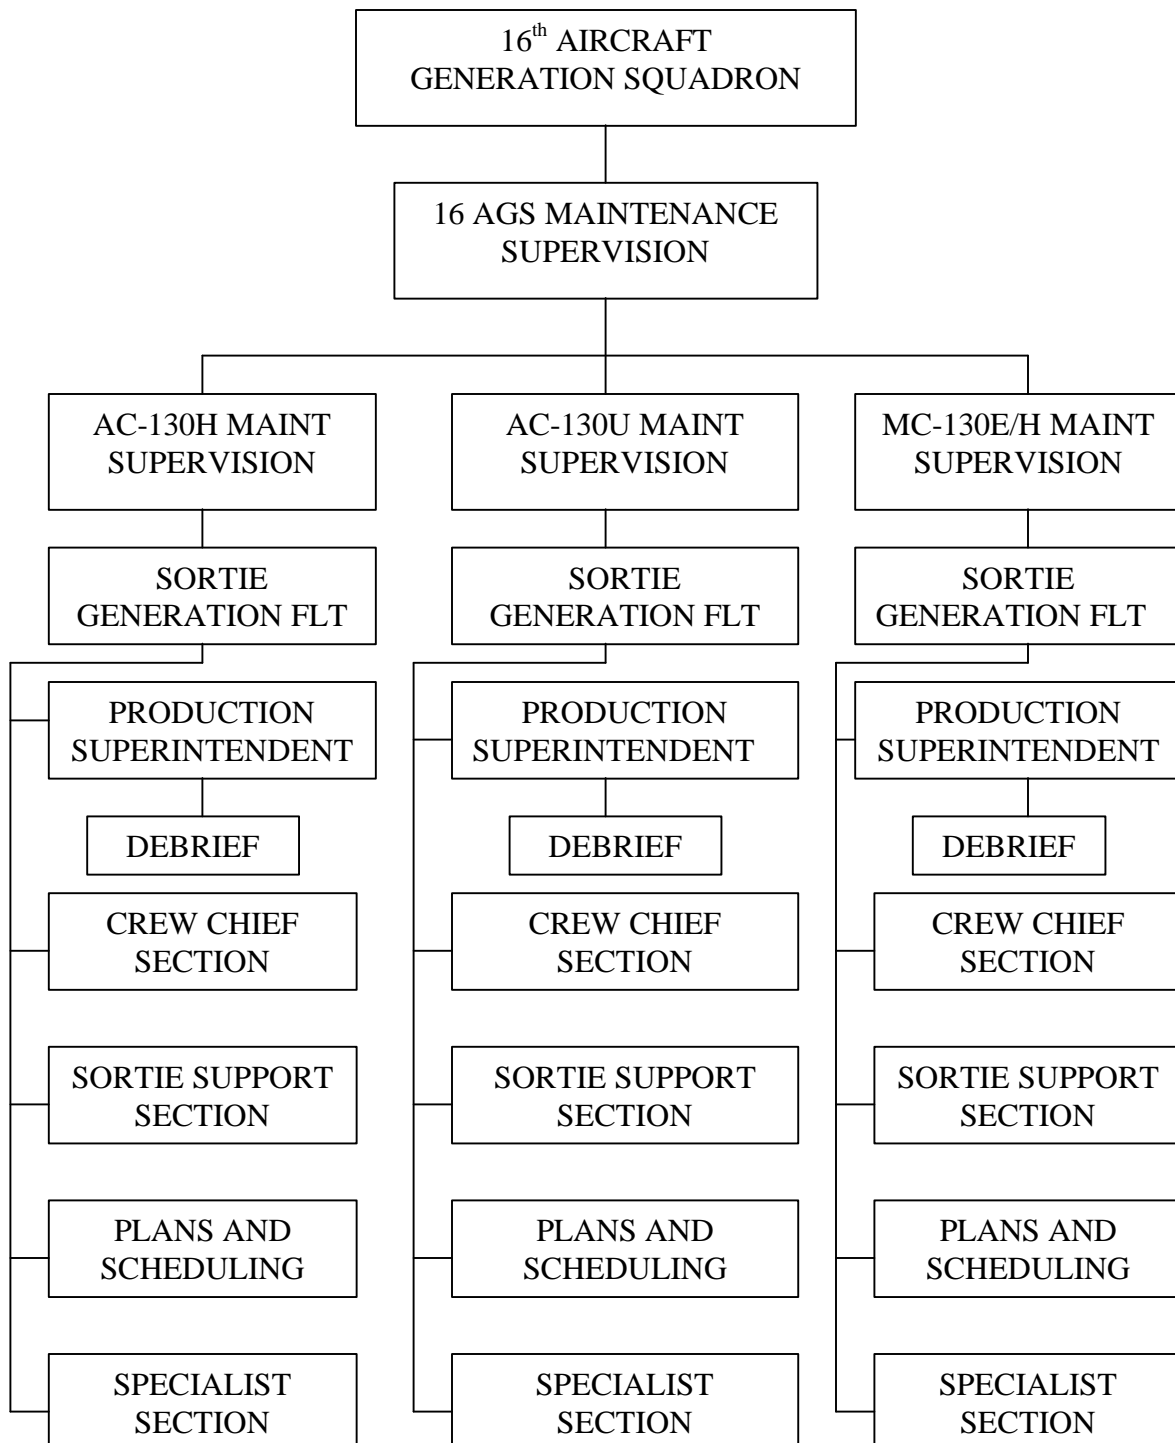 16th AIRCRAFT
GENERATION SQUADRON
16 AGS MAINTENANCE
SUPERVISION
AC-130H MAINT
SUPERVISION
AC-130U MAINT
SUPERVISION
MC-130E/H MAINT
SUPERVISION
SORTIE
GENERATION FLT
SORTIE
GENERATION FLT
SORTIE
GENERATION FLT
PRODUCTION
SUPERINTENDENT
PRODUCTION
SUPERINTENDENT
PRODUCTION
SUPERINTENDENT
DEBRIEF
DEBRIEF
DEBRIEF
CREW CHIEF
SECTION
CREW CHIEF
SECTION
CREW CHIEF
SECTION
SORTIE SUPPORT
SECTION
SORTIE SUPPORT
SECTION
SORTIE SUPPORT
SECTION
PLANS AND
SCHEDULING
PLANS AND
SCHEDULING
PLANS AND
SCHEDULING
SPECIALIST
SECTION
SPECIALIST
SECTION
SPECIALIST
SECTION